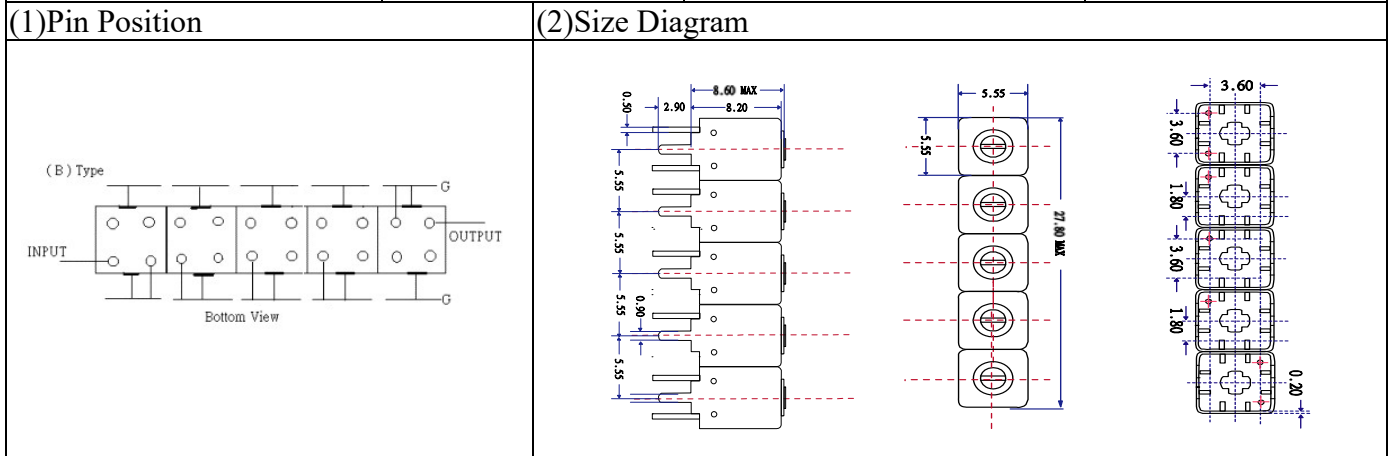 (1)Pin Position
(2)Size Diagram
(B) Type
G
INPUT
OUTPUT
G
Bottom View
8.60 MAX
0.50
2.90
8.20
5.55
5.55
5.55
0.90
5.55
5.55
5.55
27.80 MAX
3.60
3.60
1.80
3.60
1.80
0.20